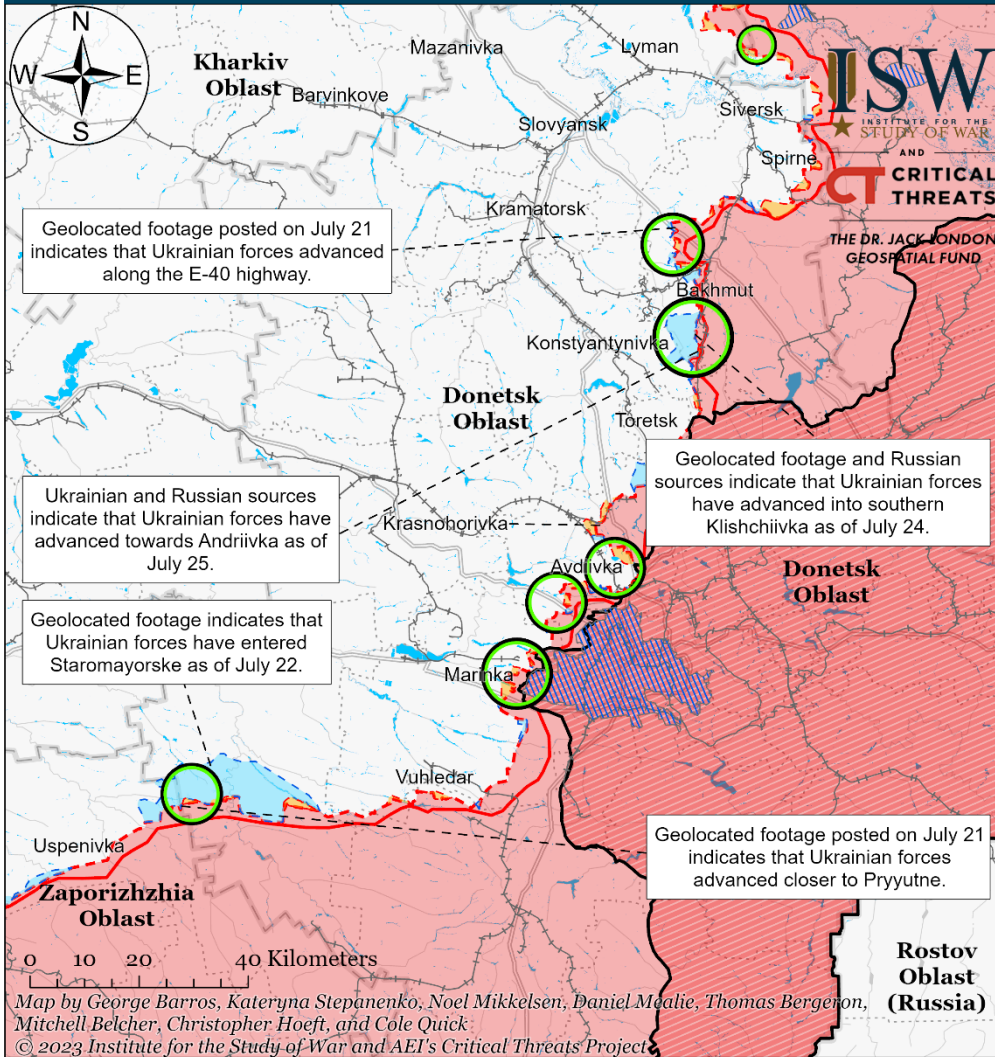 N
W
E
S
Kharkiv
Oblast
Mazanivka
Lyman
Barvinkove
Slovyansk
Siversk
Spirne
Kramatorsk
ISW
INSTITUTE FOR THE
STUDY OF WAR
AND
CT CRITICAL
THREATS
THE DR. JACK LONDON
GEOSPATIAL FUND
Geolocated footage posted on July 21
indicates that Ukrainian forces advanced
along the E-40 highway.
Bakhmut
Konstyantynivka
Donetsk
Oblast
Toretsk
Geolocated footage and Russian
sources indicate that Ukrainian forces
have advanced into southern
Klishchiivka as of July 24.
Ukrainian and Russian sources
indicate that Ukrainian forces have
advanced towards Andriivka as of
July 25.
Krasnohorivka
Avdiivka
Donetsk
Oblast
Geolocated footage indicates that
Ukrainian forces have entered
Staromayorske as of July 22.
Marinka
Vuhledar
Uspenivka
Geolocated footage posted on July 21
indicates that Ukrainian forces
advanced closer to Pryyutne.
Zaporizhzhia
Oblast
Rostov
Oblast
(Russia)
0 10 20 40 Kilometers
Map by George Barros, Kateryna Stepanenko, Noel Mikkelsen, Daniel Mealie, Thomas Bergeron,
Mitchell Belcher, Christopher Hoeft, and Cole Quick
© 2023 Institute for the Study of War and AEI's Critical Threats Project